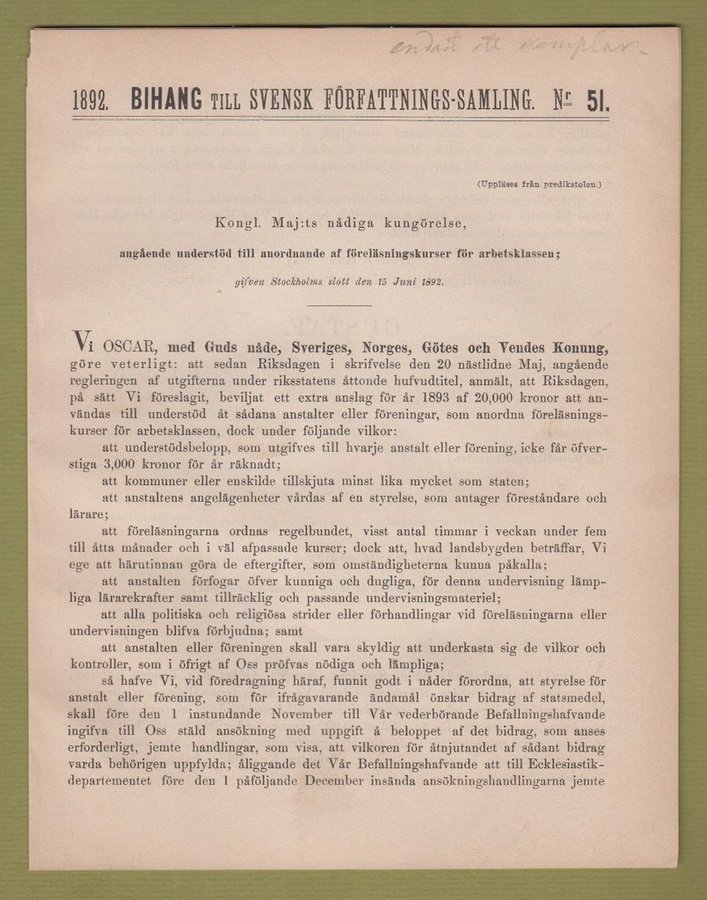 endast ett exemplar
1892. BIHANG TILL SVENSK FÖRFATTNINGS-SAMLING. Nr 51.
(Uppläses från predikstolen.)
Kongl. Maj:ts nådiga kungörelse,
angående understöd till anordnande af föreläsningskurser för arbetsklassen;
gifven Stockholms slott den 15 Juni 1892.
Vi OSCAR, med Guds nåde, Sveriges, Norges, Götes och Vendes Konung,
göre veterligt: att sedan Riksdagen i skrifvelse den 20 nästlidne Maj, angående
regleringen af utgifterna under riksstatens åttonde hufvudtitel, anmält, att Riksdagen,
på sätt Vi föreslagit, beviljat ett extra anslag för år 1893 af 20,000 kronor att an-
vändas till understöd åt sådana anstalter eller föreningar, som anordna föreläsnings-
kurser för arbetsklassen, dock under följande vilkor:
att understödsbelopp, som utgifves till hvarje anstalt eller förening, icke får öfver-
stiga 3,000 kronor för år räknadt;
att kommuner eller enskilde tillskjuta minst lika mycket som staten;
att anstaltens angelägenheter vårdas af en styrelse, som antager föreståndare och
lärare;
att föreläsningarna ordnas regelbundet, visst antal timmar i veckan under fem
till åtta månader och i väl afpassade kurser; dock att, hvad landsbygden beträffar, Vi
ege att härutinnan göra de eftergifter, som omständigheterna kunna påkalla;
att anstalten förfogar öfver kunniga och dugliga, för denna undervisning lämp-
liga lärarekrafter samt tillräcklig och passande undervisningsmateriel;
att alla politiska och religiösa strider eller förhandlingar vid föreläsningarna eller
undervisningen blifva förbjudna; samt
att anstalten eller föreningen skall vara skyldig att underkasta sig de vilkor och
kontroller, som i öfrigt af Oss pröfvas nödiga och lämpliga;
så hafve Vi, vid föredragning häraf, funnit godt i nåder förordna, att styrelse för
anstalt eller förening, som för ifrågavarande ändamål önskar bidrag af statsmedel,
skall före den 1 instundande November till Vår vederbörande Befallningshafvande
ingifva till Oss stäld ansökning med uppgift å beloppet af det bidrag, som anses
erforderligt, jemte handlingar, som visa, att vilkoren för åtnjutandet af sådant bidrag
varda behörigen uppfylda; åliggande det Vår Befallningshafvande att till Ecklesiastik-
departementet före den 1 påföljande December insända ansökningshandlingarna jemte